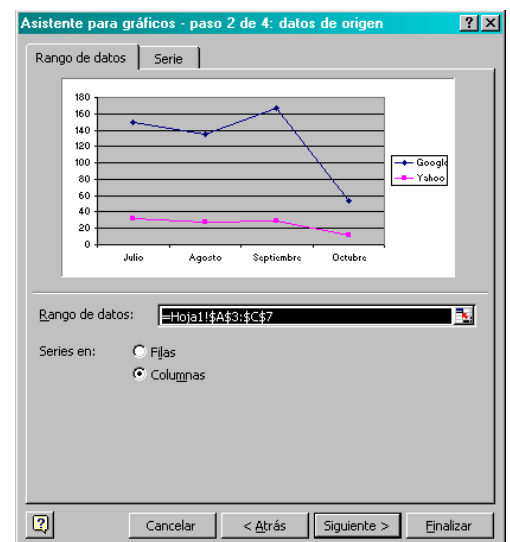 Asistente para gráficos - paso 2 de 4: datos de origen
Rango de datos Serie
180
160
140
120
100
80
60
40
20
0
Julio Agosto Septiembre Octubre
Google
Yahoo
Rango de datos: =Hoja1!$A$3:$C$7
Series en: Filas
Columnas
Cancelar < Atrás Siguiente > Finalizar